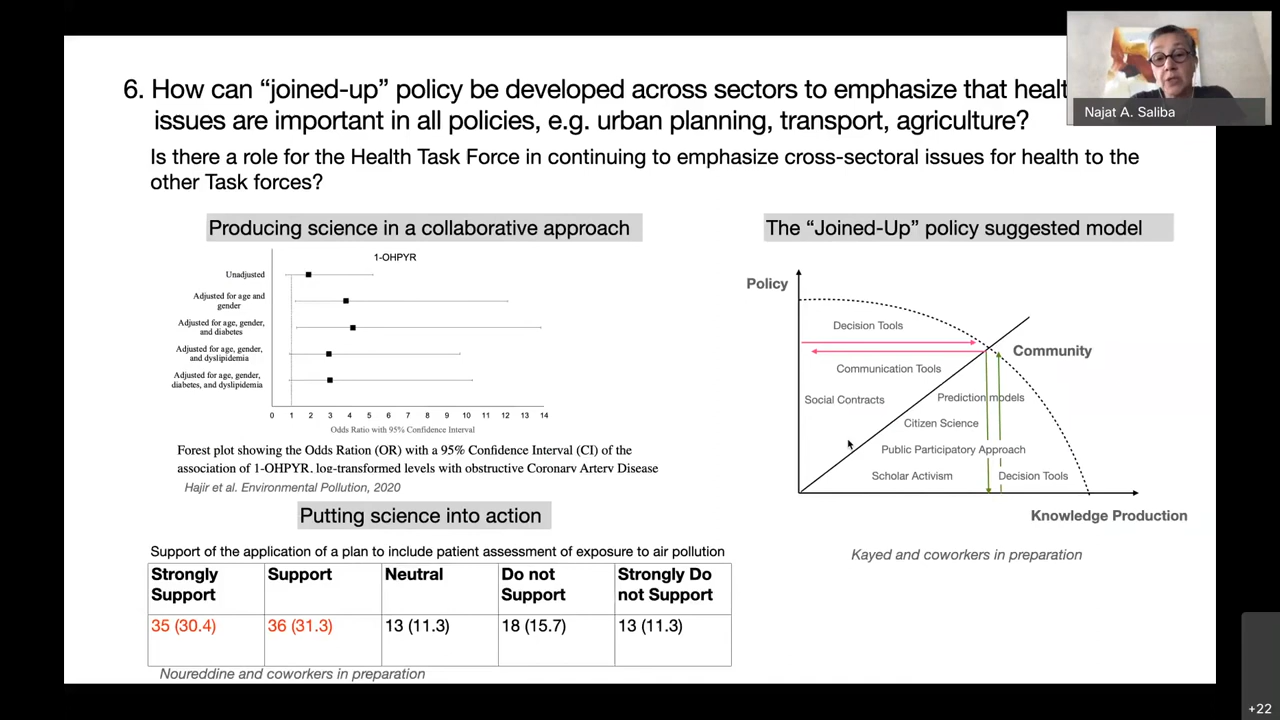 6. How can “joined-up” policy be developed across sectors to emphasize that healt
issues are important in all policies, e.g. urban planning, transport, agriculture?
Is there a role for the Health Task Force in continuing to emphasize cross-sectoral issues for health to the
other Task forces?
Najat A. Saliba
Producing science in a collaborative approach
1-OHPYR
Unadjusted
Adjusted for age and
gender
Adjusted for age, gender,
and diabetes
Adjusted for age, gender,
and dyslipidemia
Adjusted for age, gender,
diabetes, and dyslipidemia
0 1 2 3 4 5 6 7 8 9 10 11 12 13 14
Odds Ratio with 95% Confidence Interval
Forest plot showing the Odds Ration (OR) with a 95% Confidence Interval (CI) of the
association of 1-OHPYR. log-transformed levels with obstructive Coronary Artery Disease
Hajir et al. Environmental Pollution, 2020
Putting science into action
Support of the application of a plan to include patient assessment of exposure to air pollution
Strongly
Support
Support
Neutral
Do not
Support
Strongly Do
not Support
35 (30.4) 36 (31.3) 13 (11.3) 18 (15.7) 13 (11.3)
Noureddine and coworkers in preparation
The “Joined-Up” policy suggested model
Policy
Decision Tools
Community
Communication Tools
Social Contracts
Prediction models
Citizen Science
Public Participatory Approach
Scholar Activism
Decision Tools
Knowledge Production
Kayed and coworkers in preparation
+22